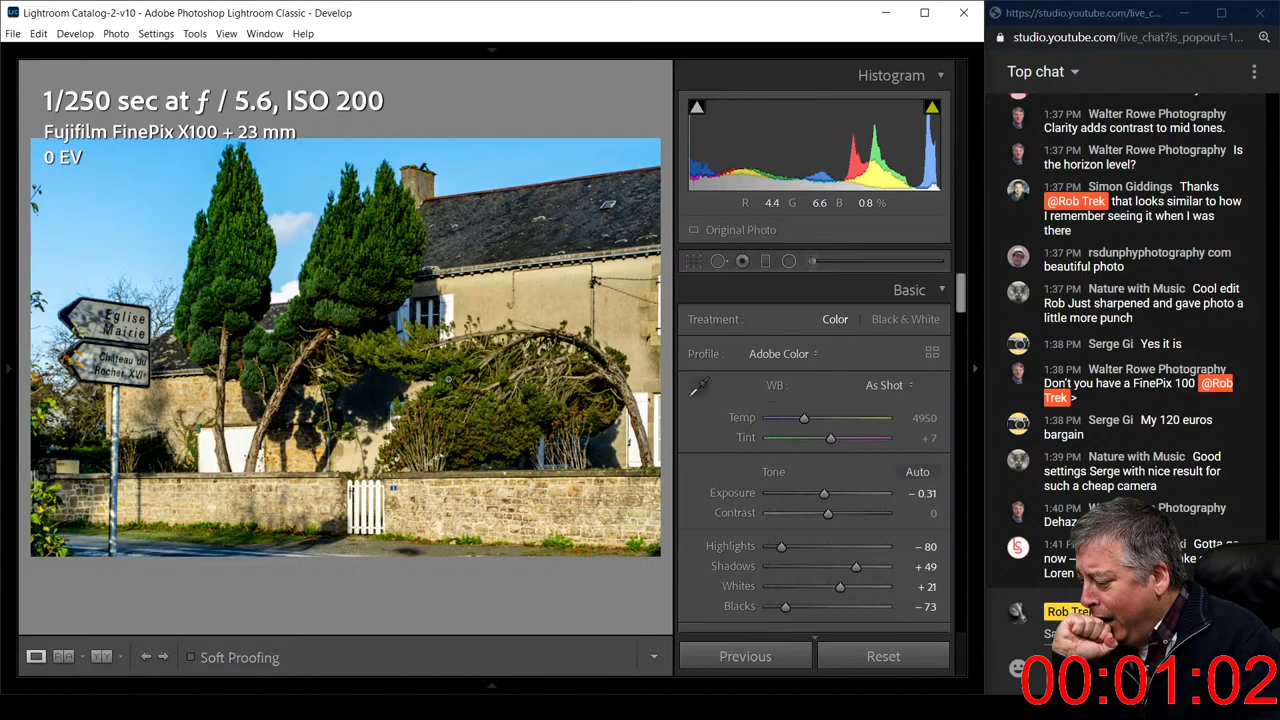 Lightroom Catalog-2-v10 - Adobe Photoshop Lightroom Classic - Develop
File Edit Develop Photo Settings Tools View Window Help
1/250 sec at ƒ / 5.6, ISO 200
Fujifilm FinePix X100 + 23 mm
0 EV
Eglise
Mairie
Château du
Rocher XVI
Histogram
R 4.4 G 6.6 B 0.8 %
Original Photo
Basic
Treatment : Color Black & White
Profile : Adobe Color
WB : As Shot
Temp 4950
Tint + 7
Tone Auto
Exposure − 0.31
Contrast 0
Highlights − 80
Shadows + 49
Whites + 21
Blacks − 73
Previous Reset
Soft Proofing
https://studio.youtube.com/live_c...
studio.youtube.com/live_chat?is_popout=1...
Top chat
1:37 PM Walter Rowe Photography
Clarity adds contrast to mid tones.
1:37 PM Walter Rowe Photography Is
the horizon level?
1:37 PM Simon Giddings Thanks
@Rob Trek that looks similar to how
I remember seeing it when I was
there
1:37 PM rsdunphyphotography com
beautiful photo
1:37 PM Nature with Music Cool edit
Rob Just sharpened and gave photo a
little more punch
1:38 PM Serge Gi Yes it is
1:38 PM Walter Rowe Photography
Don't you have a FinePix 100 @Rob
Trek >
1:38 PM Serge Gi My 120 euros
bargain
1:39 PM Nature with Music Good
settings Serge with nice result for
such a cheap camera
1:40 PM Photography
1:41 Gotta
now
Loren
Rob
00:01:02